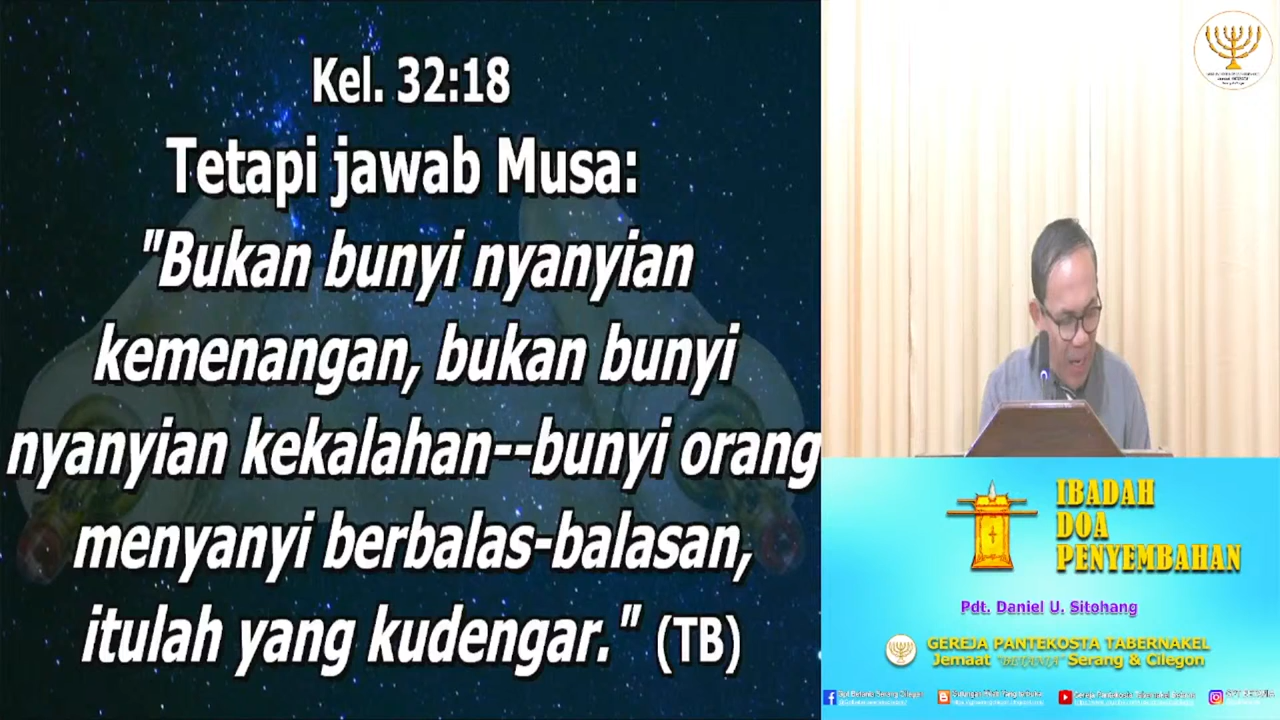 Kel. 32:18
Tetapi jawab Musa:
"Bukan bunyi nyanyian
kemenangan, bukan bunyi
nyanyian kekalahan--bunyi orang
menyanyi berbalas-balasan,
itulah yang kudengar." (TB)
IBADAH
DOA
PENYEMBAHAN
Pdt. Daniel U. Sitohang
GEREJA PANTEKOSTA TABERNAKEL
Jemaat "BETANIA" Serang & Cilegon